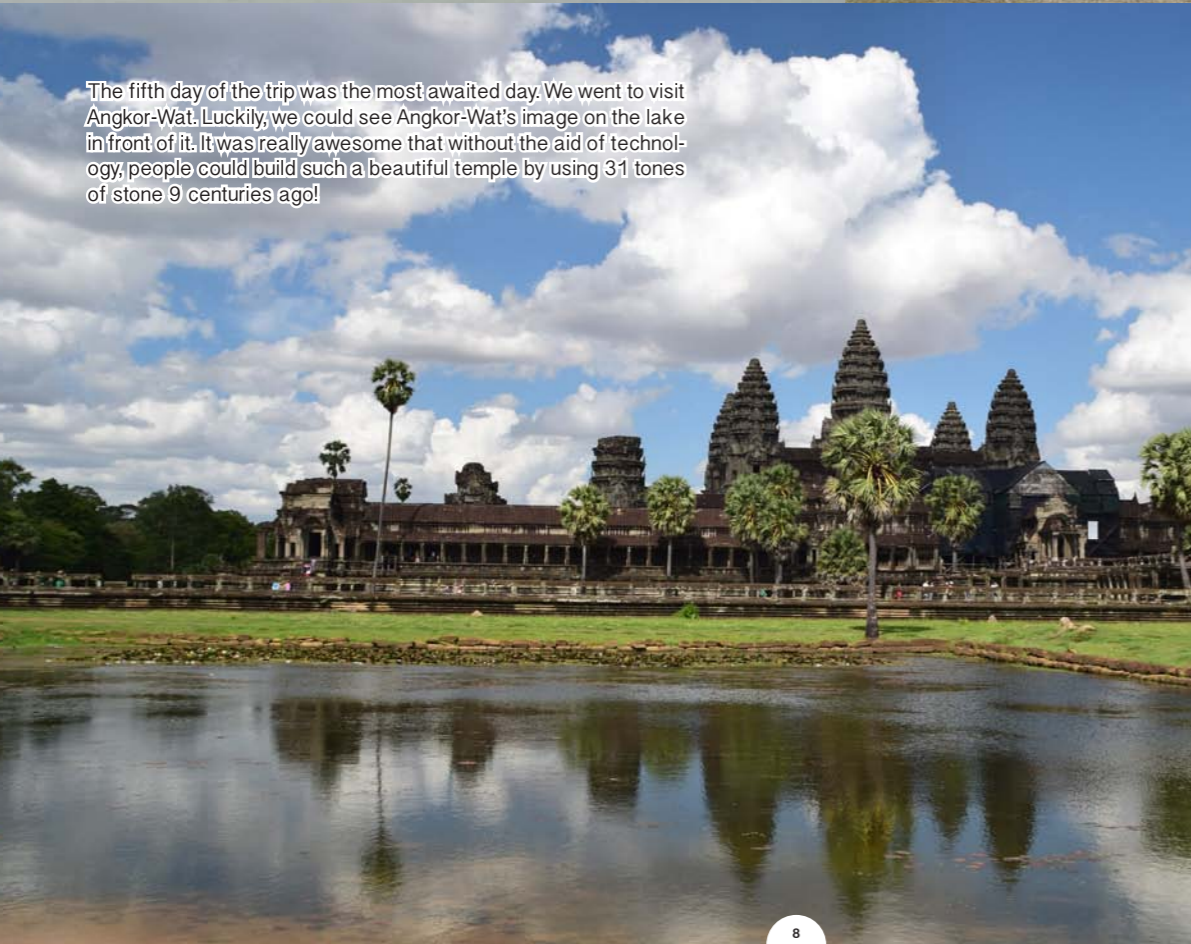 The fifth day of the trip was the most awaited day. We went to visit
Angkor-Wat. Luckily, we could see Angkor-Wat's image on the lake
in front of it. It was really awesome that without the aid of technol-
ogy, people could build such a beautiful temple by using 31 tones
of stone 9 centuries ago!
8